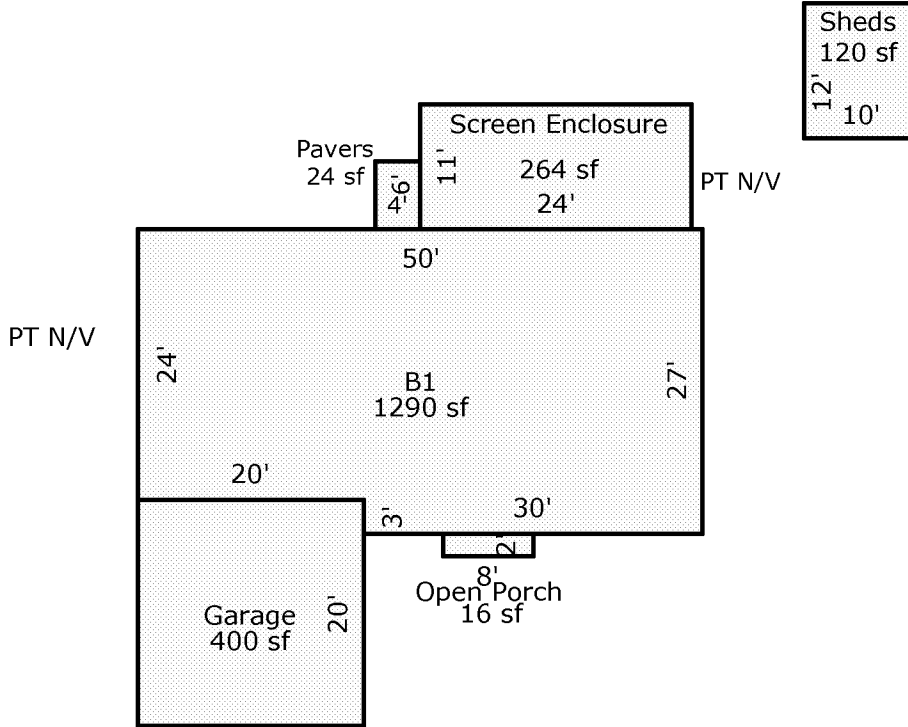 Sheds
120 sf
12'
10'
Screen Enclosure
Pavers
24 sf
11'
264 sf
24'
PT N/V
6'
4'
50'
PT N/V
24'
27'
B1
1290 sf
20'
3'
30'
2'
8'
Open Porch
16 sf
Garage
400 sf
20'